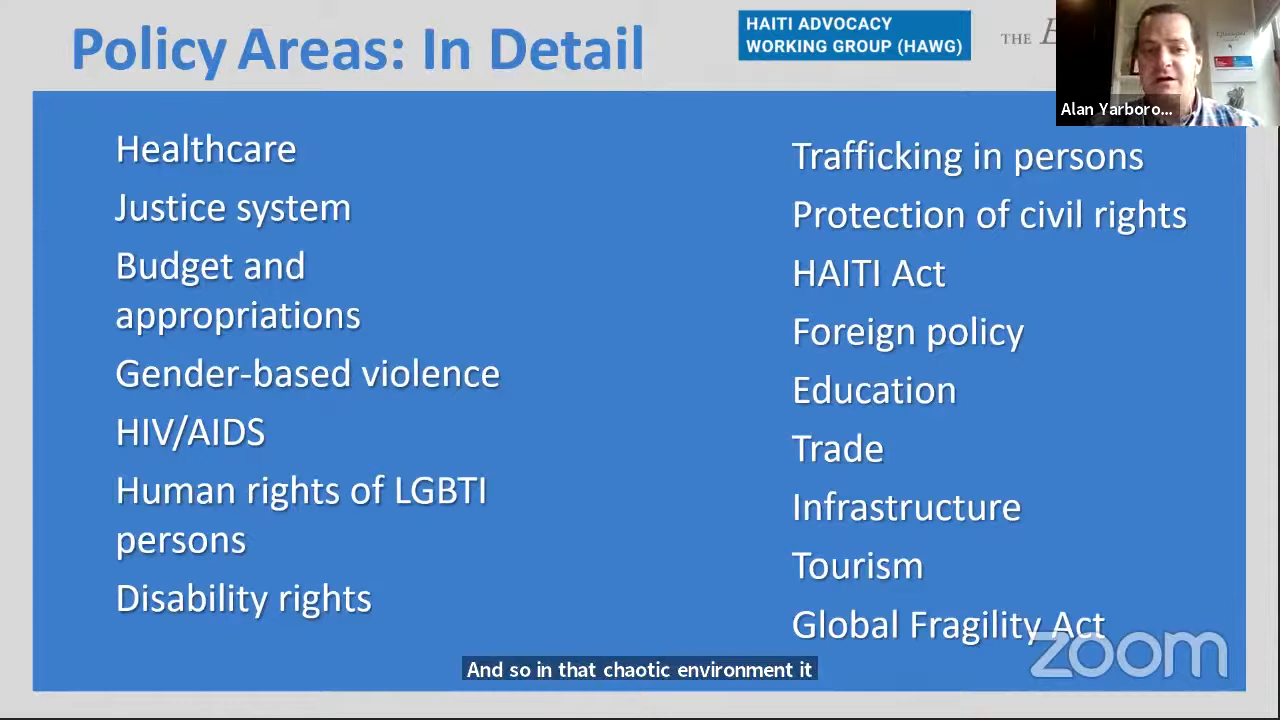 Policy Areas: In Detail
HAITI ADVOCACY
WORKING GROUP (HAWG)
THE E
Alan Yarboro...
Healthcare
Justice system
Budget and
appropriations
Gender-based violence
HIV/AIDS
Human rights of LGBTI
persons
Disability rights
Trafficking in persons
Protection of civil rights
HAITI Act
Foreign policy
Education
Trade
Infrastructure
Tourism
Global Fragility Act
zoom
And so in that chaotic environment it